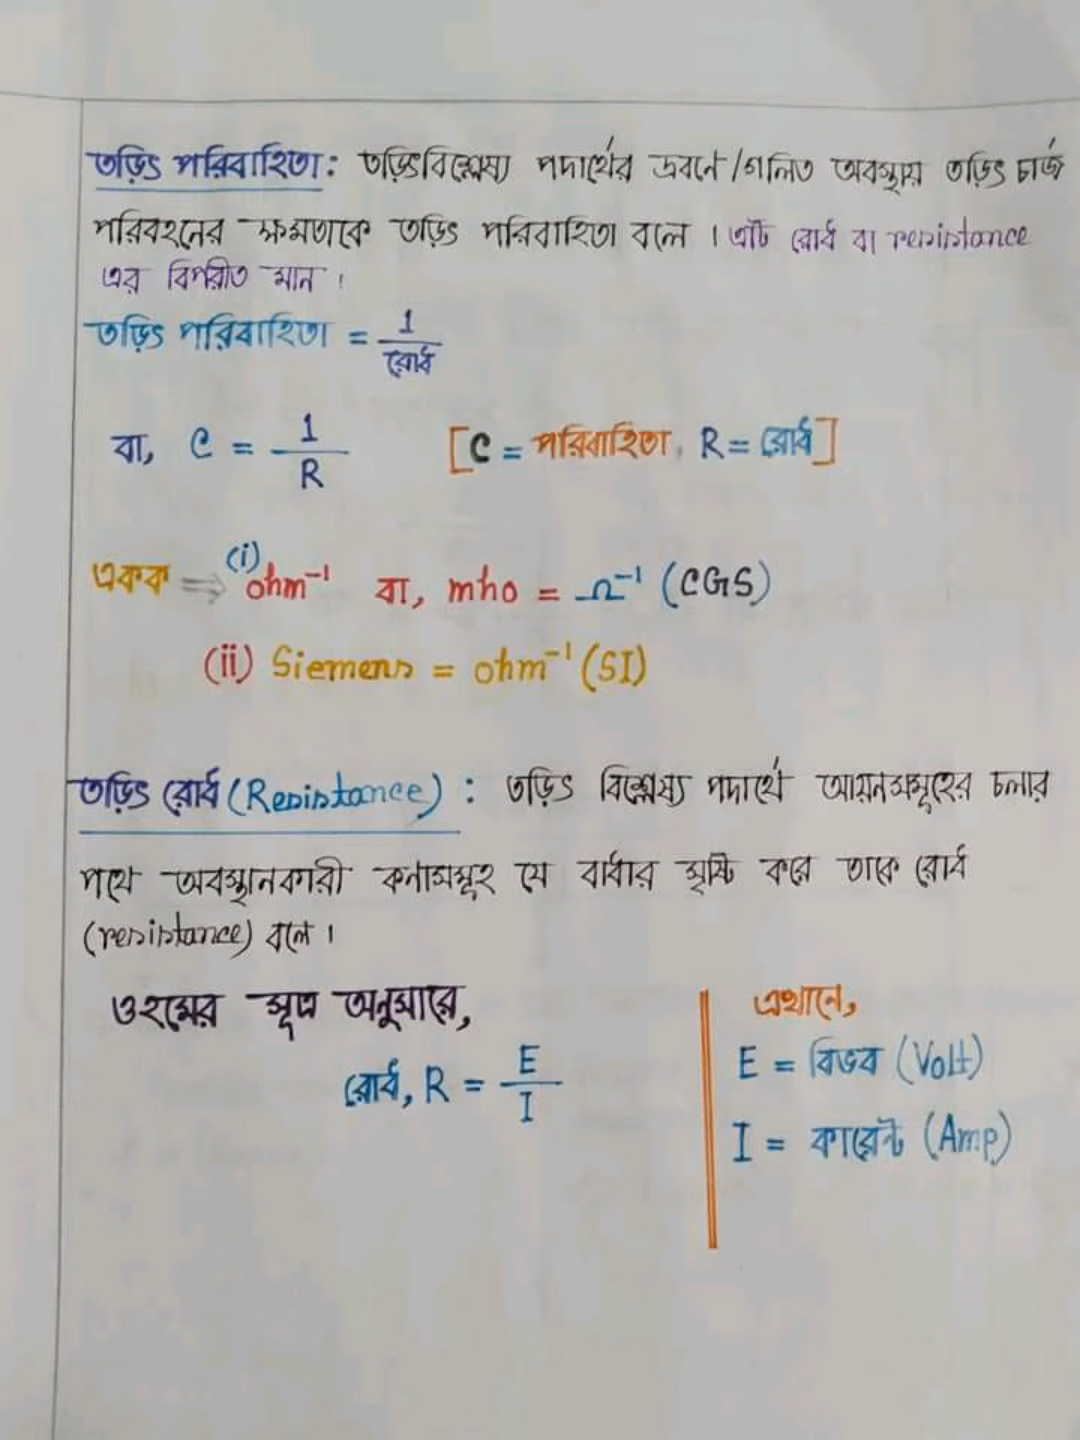 তড়িৎ পরিবাহিতা: তড়িৎবিশ্লেষ্য পদার্থের দ্রবনে/গলিত অবস্থায় তড়িৎ চার্জ
পরিবহনের ক্ষমতাকে তড়িৎ পরিবাহিতা বলে। এটি রোধ বা resistance
এর বিপরীত মান।
তড়িৎ পরিবাহিতা = 1/রোধ
বা, C = 1/R [C = পরিবাহিতা, R = রোধ]
একক ⇒ (i) ohm⁻¹ বা, mho = Ω⁻¹ (CGS)
(ii) Siemens = ohm⁻¹ (SI)
তড়িৎ রোধ (Resistance): তড়িৎ বিশ্লেষ্য পদার্থে আয়নসমূহের চলার
পথে অবস্থানকারী কনাসমূহ যে বাধার সৃষ্টি করে তাকে রোধ
(resistance) বলে।
ওহমের সূত্র অনুসারে,
রোধ, R = E/I
এখানে,
E = বিভব (Volt)
I = কারেন্ট (Amp)